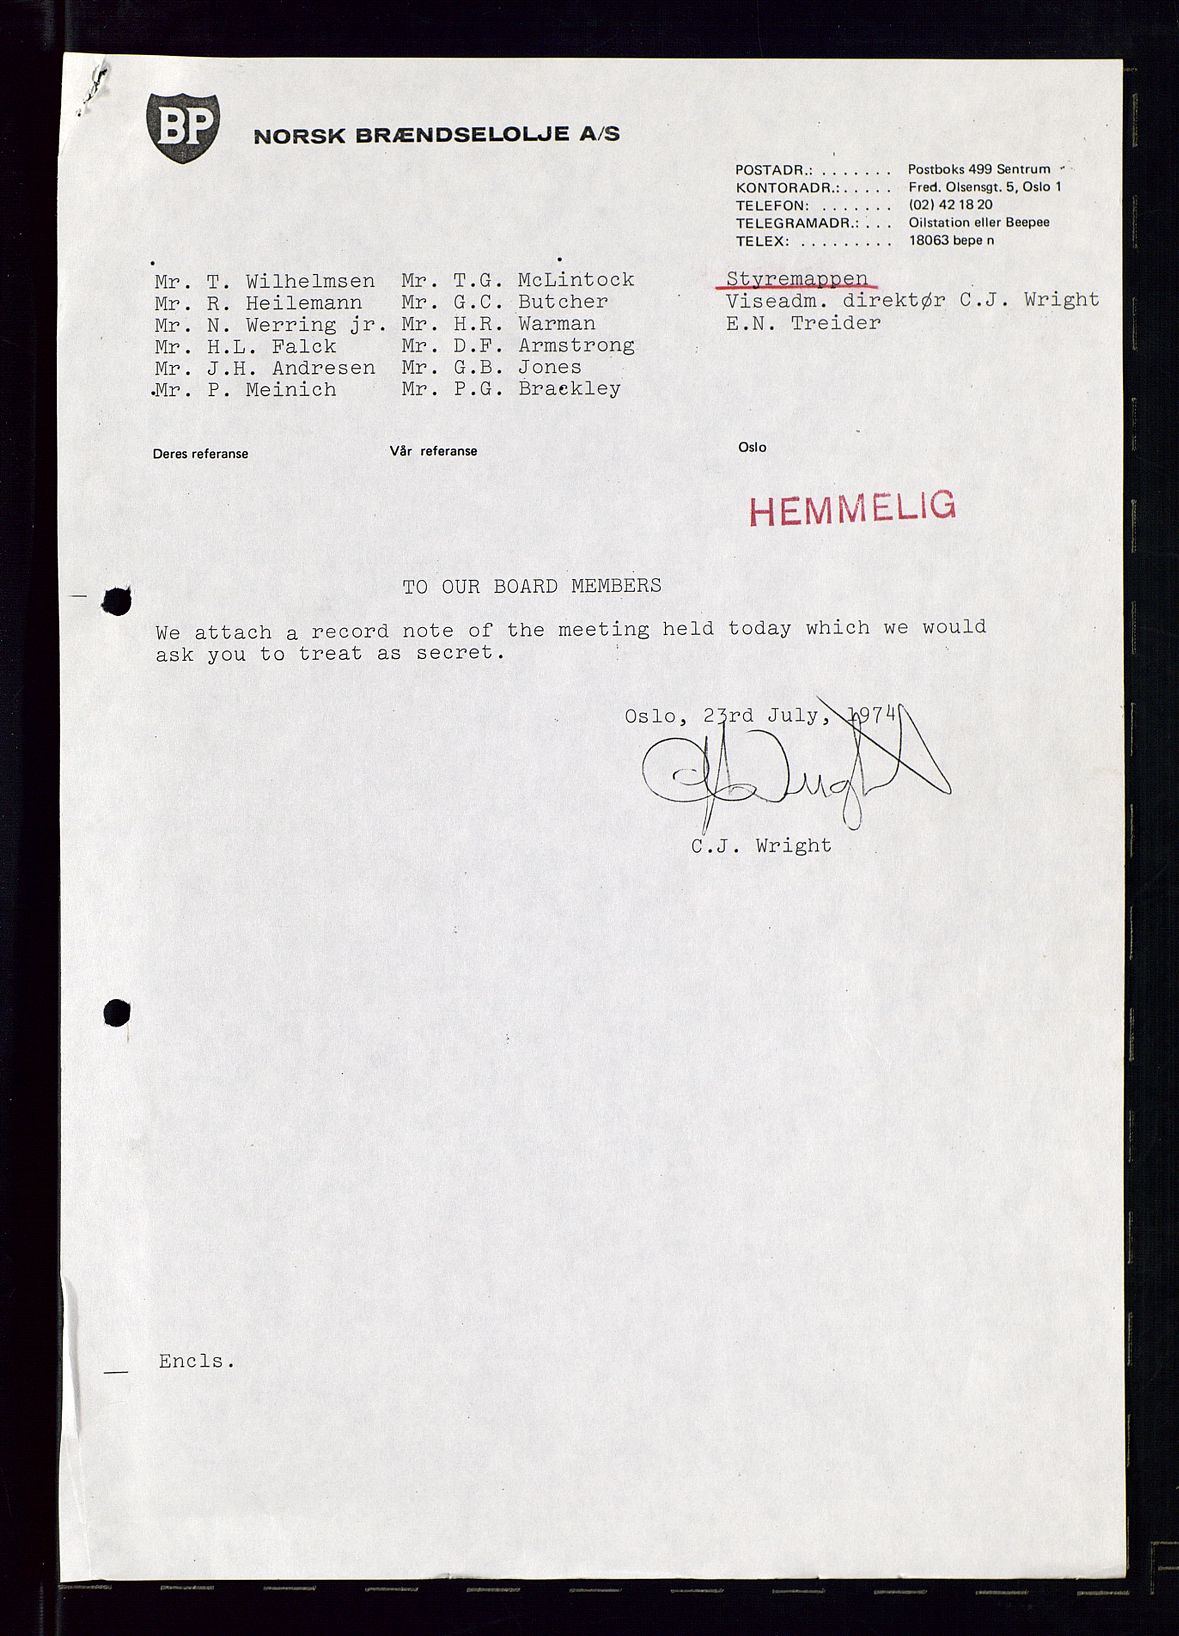 BP
NORSK BRÆNDSELOLJE A/S
POSTADR.: . . . . . . . Postboks 499 Sentrum
KONTORADR.: . . . . . Fred. Olsensgt. 5, Oslo 1
TELEFON: . . . . . . . (02) 42 18 20
TELEGRAMADR.: . . . Oilstation eller Beepee
TELEX: . . . . . . . . . 18063 bepe n
Mr. T. Wilhelmsen Mr. T.G. McLintock Styremappen
Mr. R. Heilemann Mr. G.C. Butcher Viseadm. direktør C.J. Wright
Mr. N. Werring jr. Mr. H.R. Warman E.N. Treider
Mr. H.L. Falck Mr. D.F. Armstrong
Mr. J.H. Andresen Mr. G.B. Jones
Mr. P. Meinich Mr. P.G. Brackley
Deres referanse Vår referanse Oslo
HEMMELIG
TO OUR BOARD MEMBERS
We attach a record note of the meeting held today which we would
ask you to treat as secret.
Oslo, 23rd July, 1974
CJ Wright
C.J. Wright
Encls.